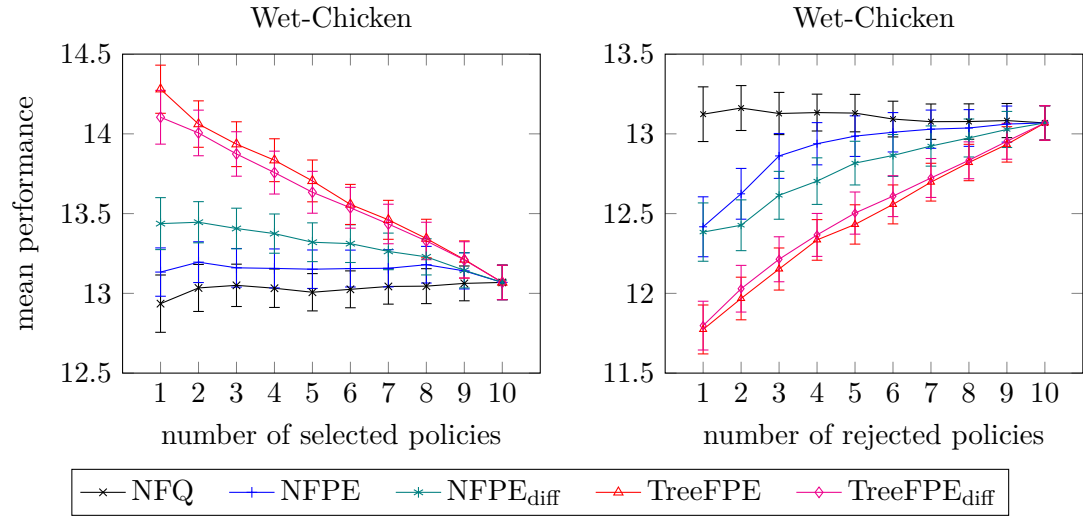 Wet-Chicken
mean performance
14.5
14
13.5
13
12.5
1 2 3 4 5 6 7 8 9 10
number of selected policies
Wet-Chicken
13.5
13
12.5
12
11.5
1 2 3 4 5 6 7 8 9 10
number of rejected policies
NFQ NFPE NFPEdiff TreeFPE TreeFPEdiff